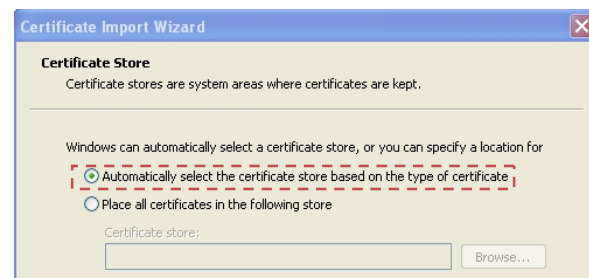 Certificate Import Wizard
Certificate Store
Certificate stores are system areas where certificates are kept.
Windows can automatically select a certificate store, or you can specify a location for
Automatically select the certificate store based on the type of certificate
Place all certificates in the following store
Certificate store:
Browse...